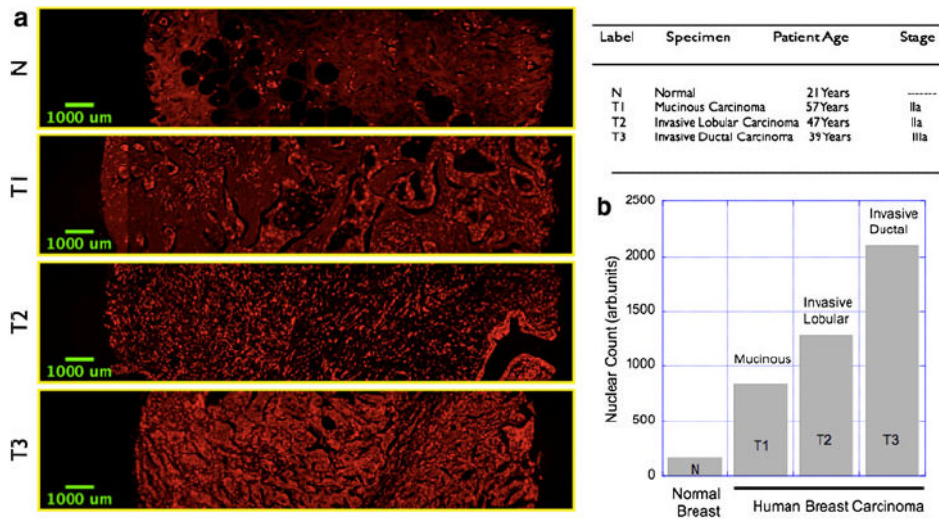 a
N
1000 um
T1
1000 um
T2
1000 um
T3
1000 um
Label Specimen Patient Age Stage
N Normal 21 Years -------
T1 Mucinous Carcinoma 57 Years IIa
T2 Invasive Lobular Carcinoma 47 Years IIa
T3 Invasive Ductal Carcinoma 39 Years IIIa
b
Nuclear Count (arb.units)
2500
2000
1500
1000
500
0
Invasive
Ductal
Invasive
Lobular
Mucinous
N
T1
T2
T3
Normal
Breast
Human Breast Carcinoma